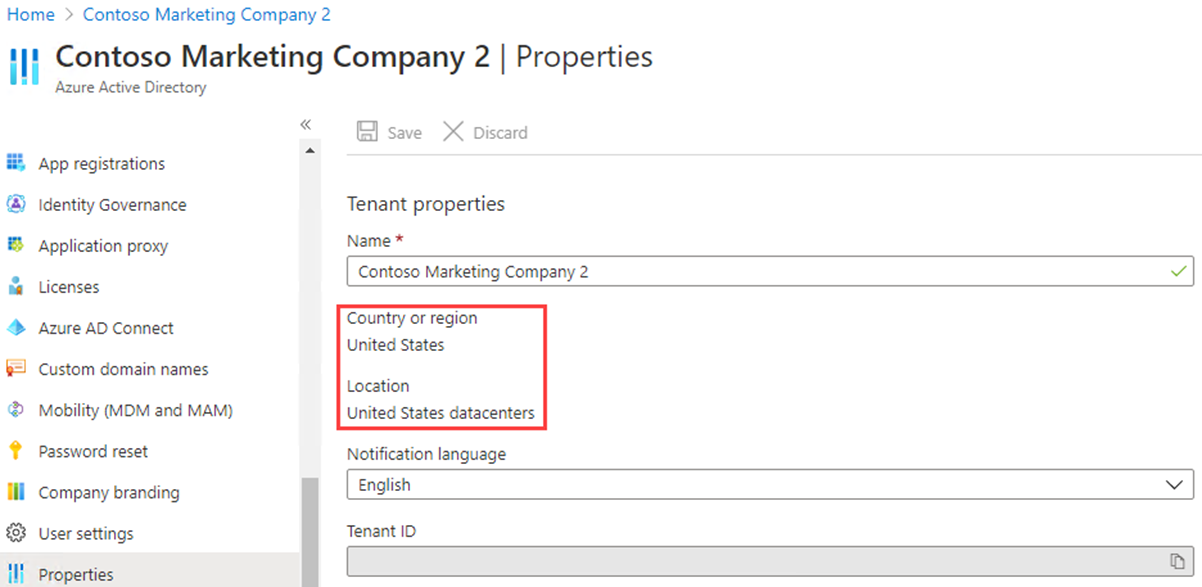 Home > Contoso Marketing Company 2
Contoso Marketing Company 2 | Properties
Azure Active Directory
«
App registrations
Identity Governance
Application proxy
Licenses
Azure AD Connect
Custom domain names
Mobility (MDM and MAM)
Password reset
Company branding
User settings
Properties
Save Discard
Tenant properties
Name *
Contoso Marketing Company 2
Country or region
United States
Location
United States datacenters
Notification language
English
Tenant ID